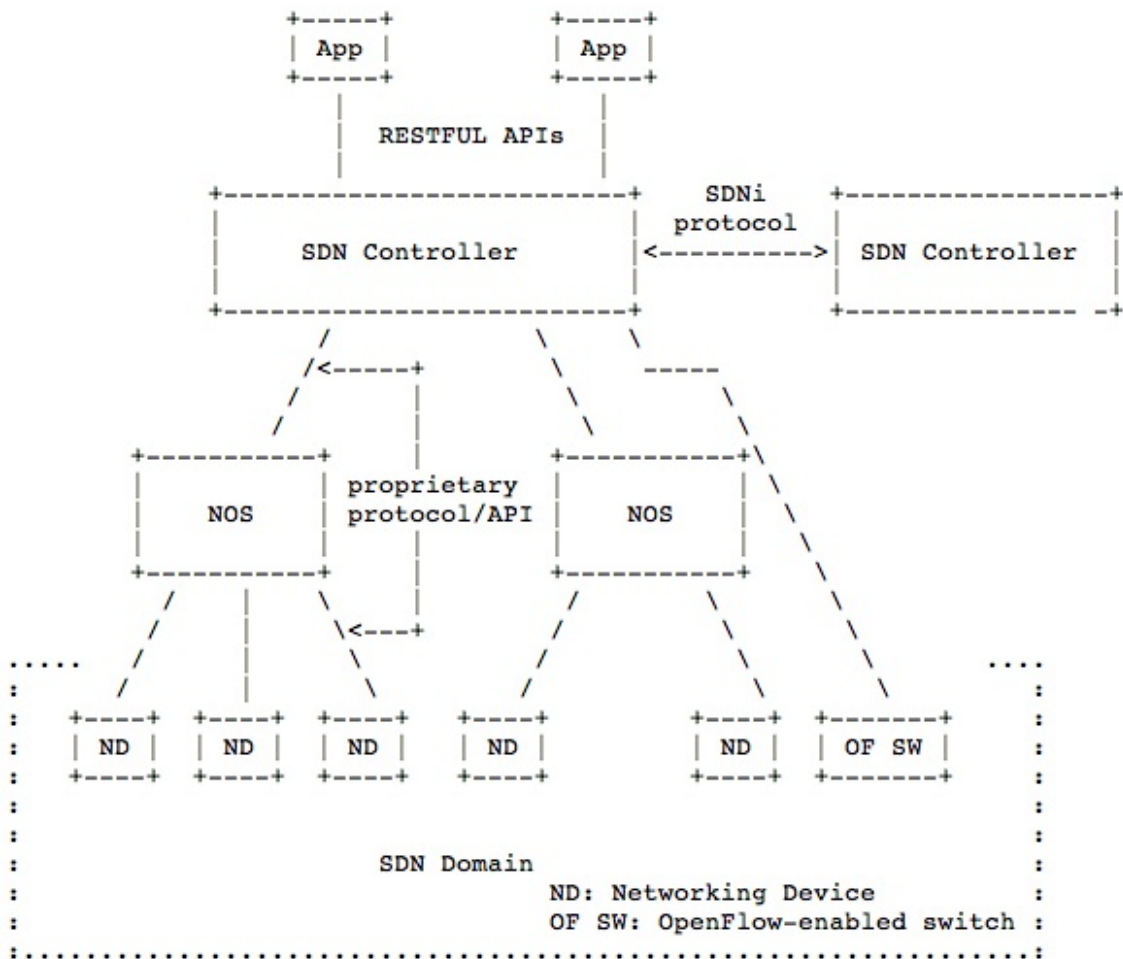 App App
RESTFUL APIs
SDNi
protocol
SDN Controller SDN Controller
proprietary
NOS protocol/API NOS
ND ND ND ND ND OF SW
SDN Domain
ND: Networking Device
OF SW: OpenFlow-enabled switch